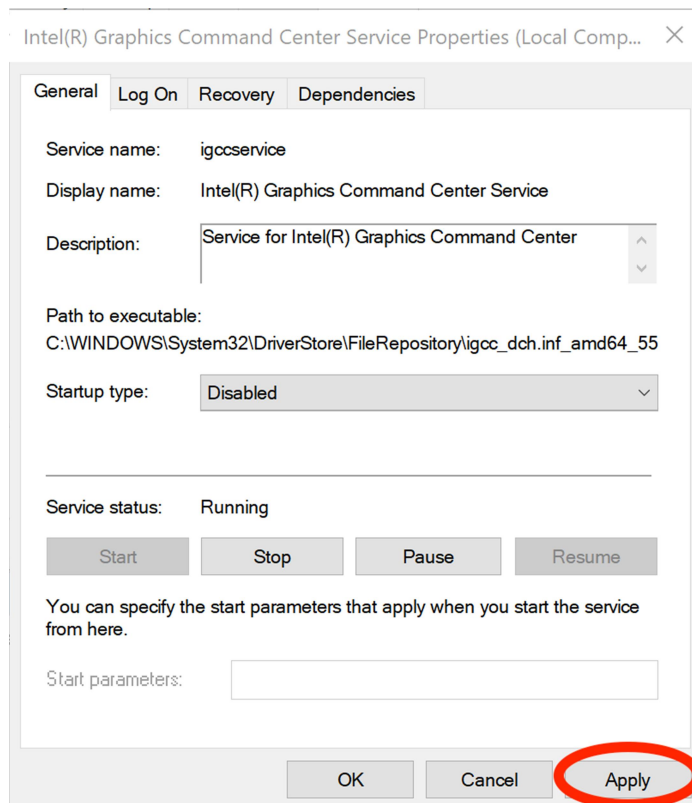 Intel(R) Graphics Command Center Service Properties (Local Comp...
General Log On Recovery Dependencies
Service name: igccservice
Display name: Intel(R) Graphics Command Center Service
Description: Service for Intel(R) Graphics Command Center
Path to executable:
C:\WINDOWS\System32\DriverStore\FileRepository\igcc_dch.inf_amd64_55
Startup type: Disabled
Service status: Running
Start Stop Pause Resume
You can specify the start parameters that apply when you start the service
from here.
Start parameters:
OK Cancel Apply